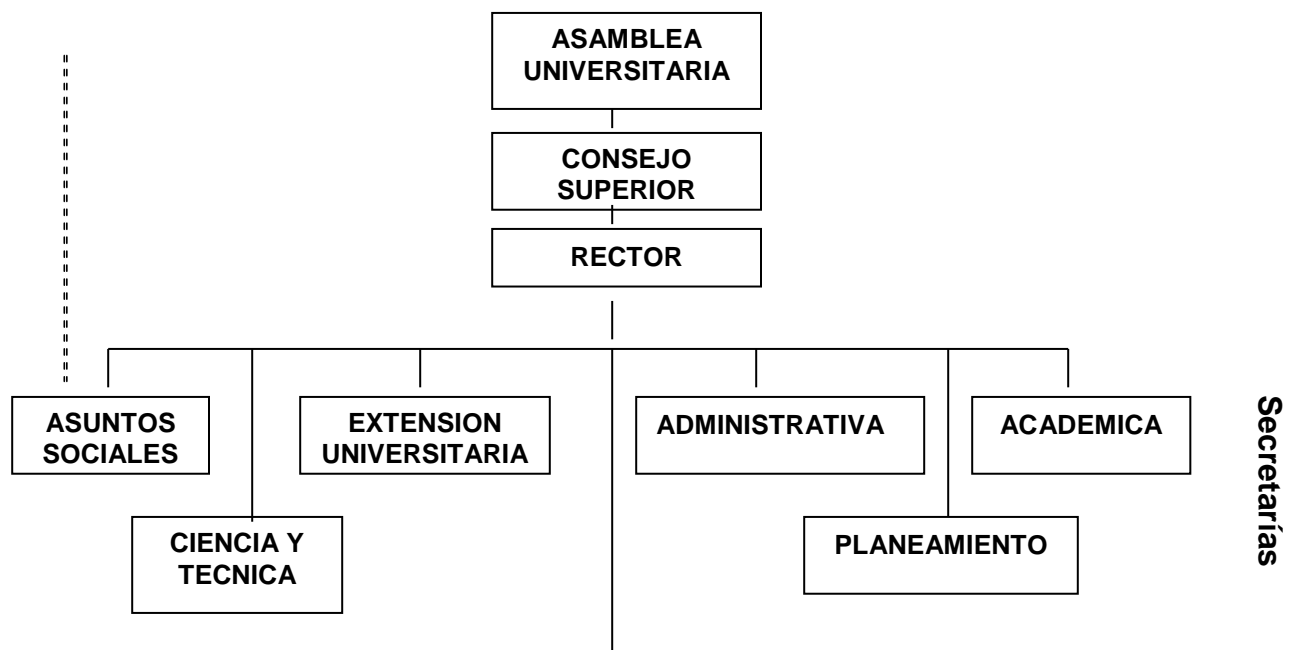 ASAMBLEA
UNIVERSITARIA
CONSEJO
SUPERIOR
RECTOR
ASUNTOS
SOCIALES
EXTENSION
UNIVERSITARIA
ADMINISTRATIVA
ACADEMICA
CIENCIA Y
TECNICA
PLANEAMIENTO
Secretarías